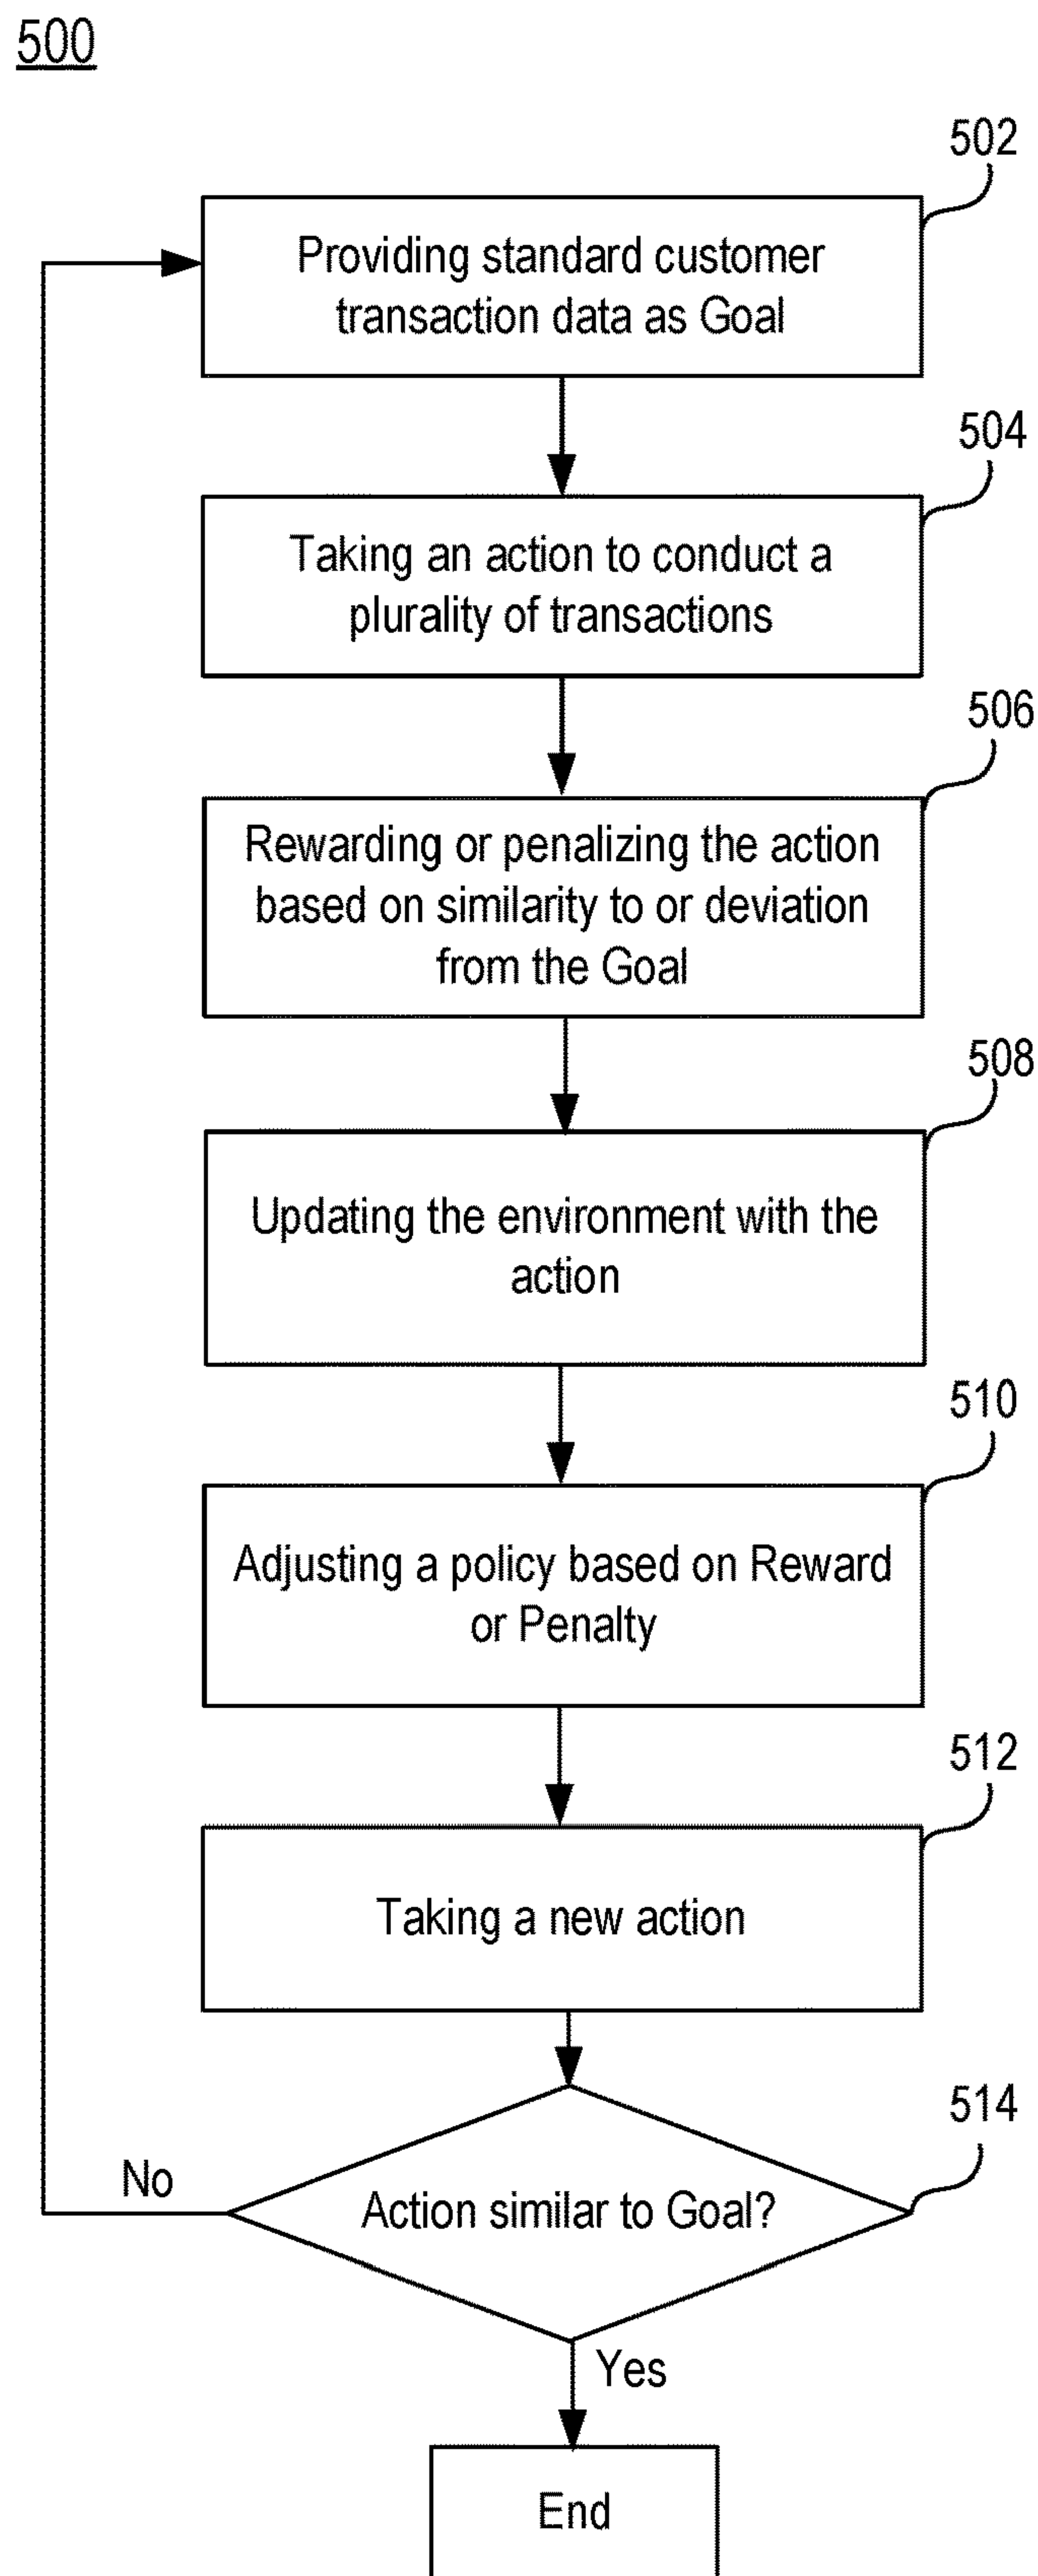 500
502
Providing standard customer
transaction data as Goal
504
Taking an action to conduct a
plurality of transactions
506
Rewarding or penalizing the action
based on similarity to or deviation
from the Goal
508
Updating the environment with the
action
510
Adjusting a policy based on Reward
or Penalty
512
Taking a new action
514
No
Action similar to Goal?
Yes
End